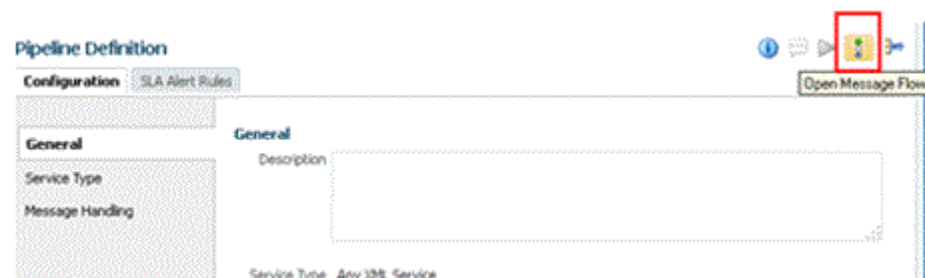 Pipeline Definition
Configuration SLA Alert Rules
Open Message Flow
General
Service Type
Message Handling
General
Description
Service Type Any XML Service